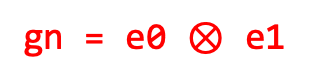 gn = e0 ⊗ e1